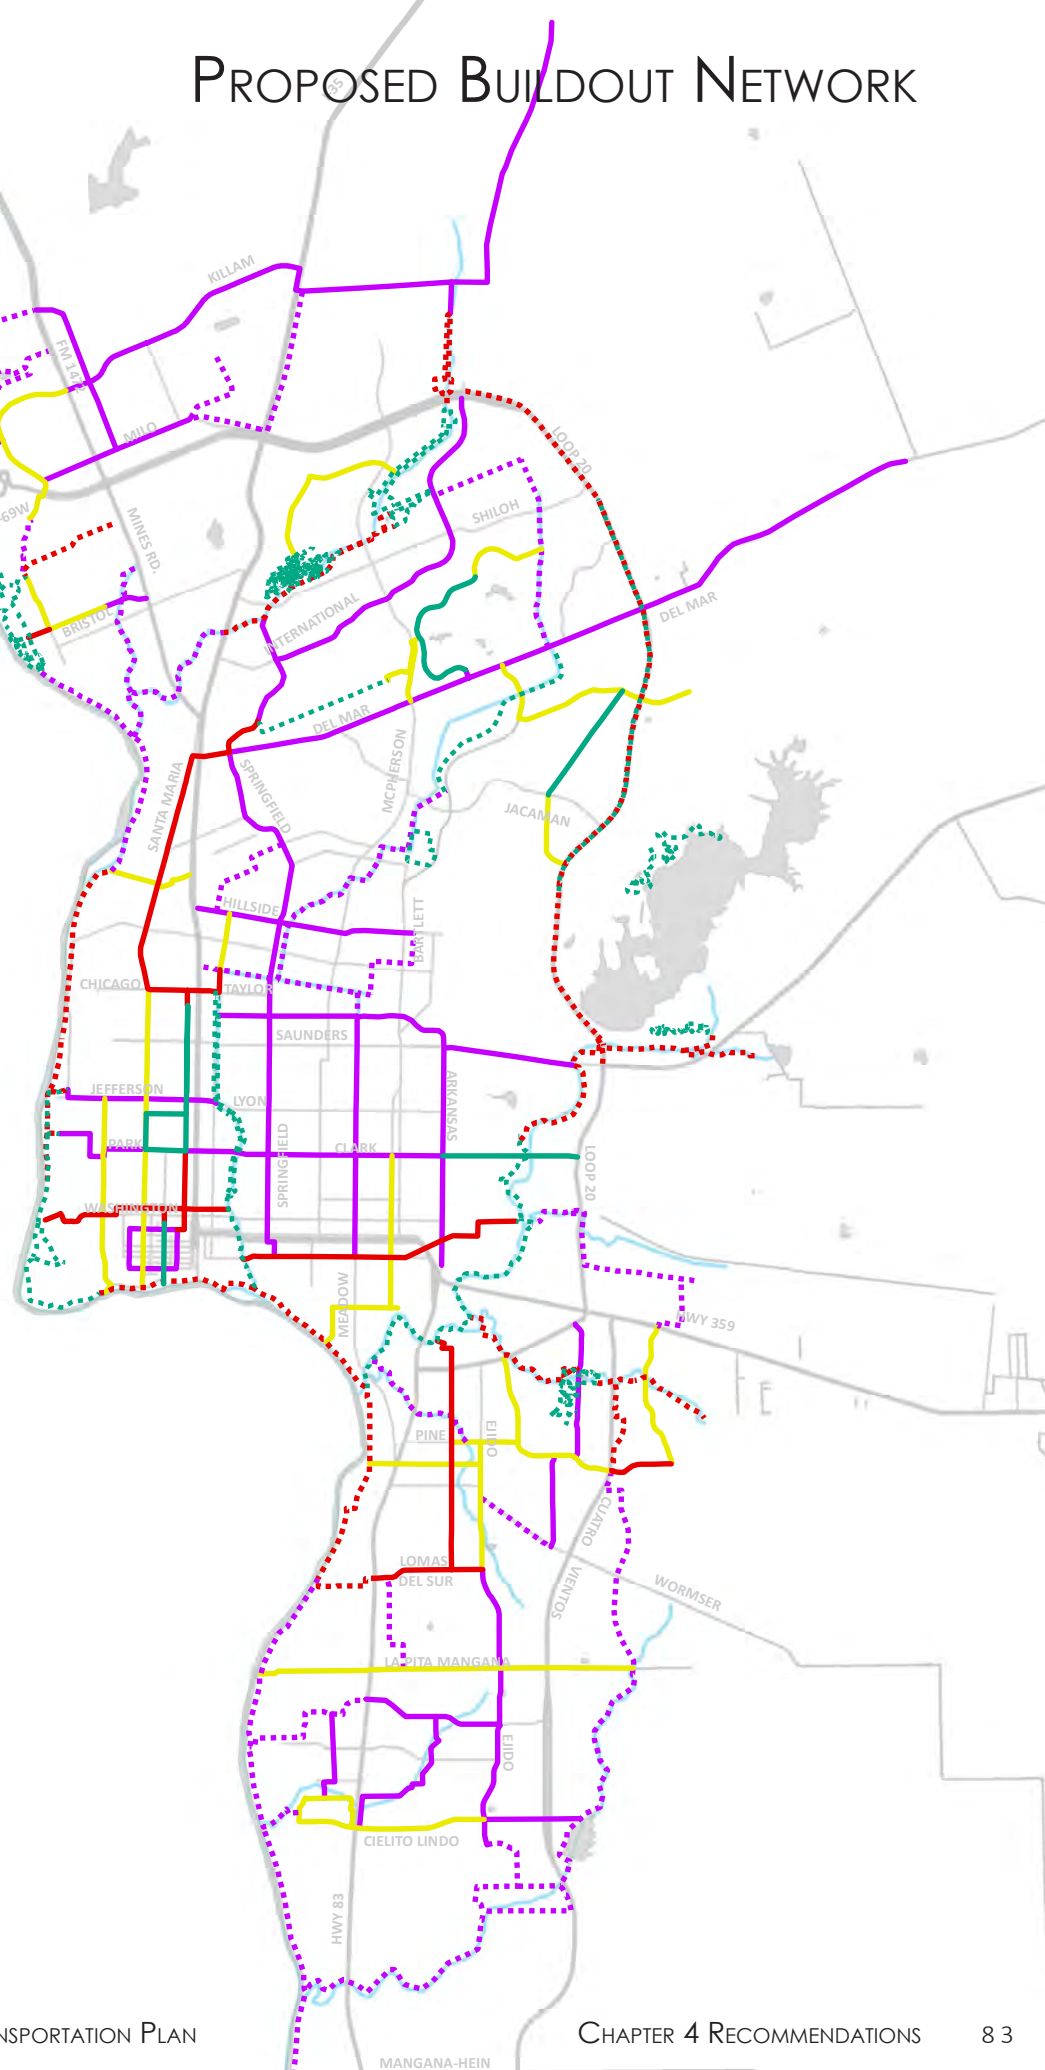 Proposed Buildout Network
35
KILLAM
FM 1472
MILO
LOOP 20
-69W
MINES RD.
SHILOH
BRISTOL
INTERNATIONAL
DEL MAR
DEL MAR
SANTA MARIA
SPRINGFIELD
MCPHERSON
JACAMAN
HILLSIDE
BARTLETT
CHICAGO
TAYLOR
SAUNDERS
JEFFERSON
LYON
ARKANSAS
PARK
CLARK
SPRINGFIELD
LOOP 20
WASHINGTON
MEADOW
HWY 359
PINE
EJIDO
CUATRO
VIENTOS
LOMAS
DEL SUR
WORMSER
LA PITA MANGANA
EJIDO
CIELITO LINDO
HWY 83
NSPORTATION PLAN
CHAPTER 4 RECOMMENDATIONS 83
MANGANA-HEIN